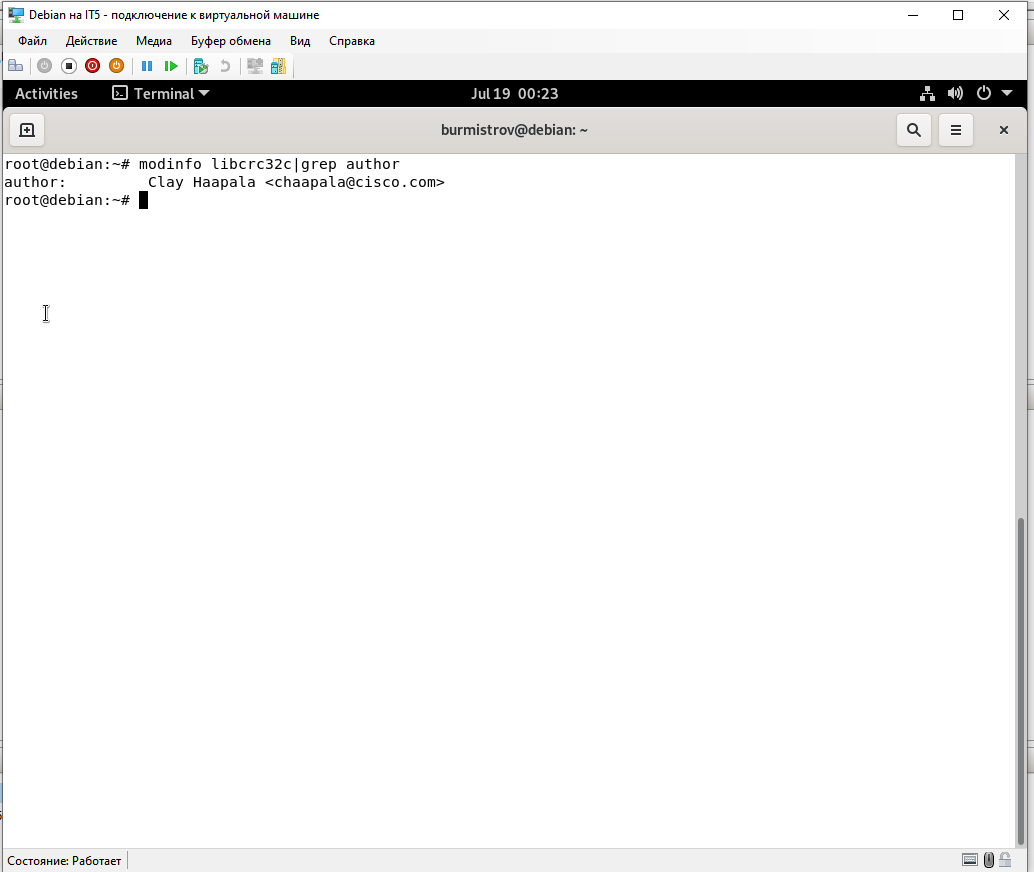 Debian на IT5 - подключение к виртуальной машине
Файл Действие Медиа Буфер обмена Вид Справка
Activities Terminal Jul 19 00:23
burmistrov@debian: ~
root@debian:~# modinfo libcrc32c|grep author
author:         Clay Haapala <chaapala@cisco.com>
root@debian:~#
Состояние: Работает